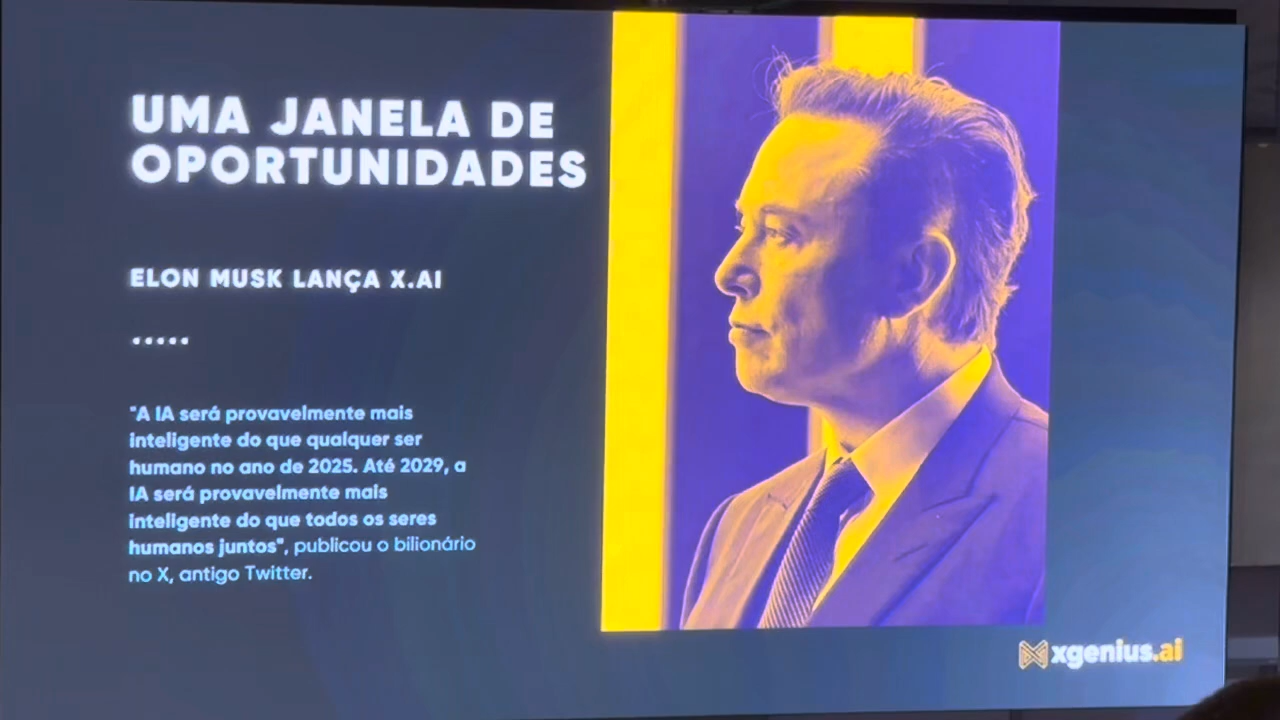 UMA JANELA DE
OPORTUNIDADES
ELON MUSK LANÇA X.AI
"A IA será provavelmente mais
inteligente do que qualquer ser
humano no ano de 2025. Até 2029, a
IA será provavelmente mais
inteligente do que todos os seres
humanos juntos", publicou o bilionário
no X, antigo Twitter.
xgenius.ai